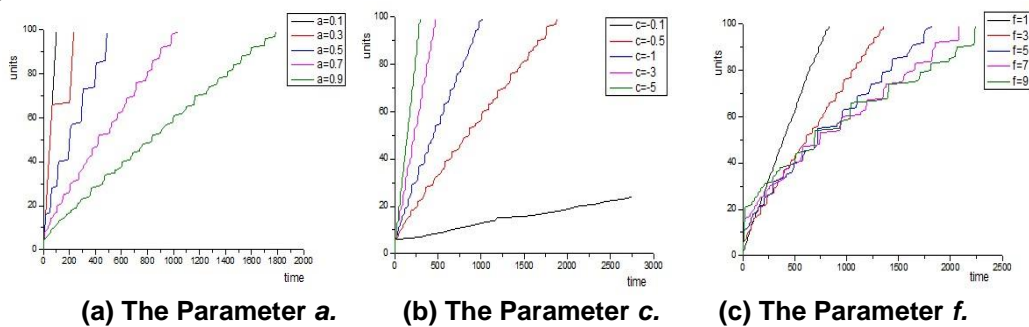 units
100
80
60
40
20
0
0 200 400 600 800 1000 1200 1400 1600 1800 2000
time
a=0.1
a=0.3
a=0.5
a=0.7
a=0.9
(a) The Parameter a.
units
100
80
60
40
20
0
0 500 1000 1500 2000 2500 3000
time
c=-0.1
c=-0.5
c=-1
c=-3
c=-5
(b) The Parameter c.
units
100
80
60
40
20
0
0 500 1000 1500 2000 2500
time
f=1
f=3
f=5
f=7
f=9
(c) The Parameter f.